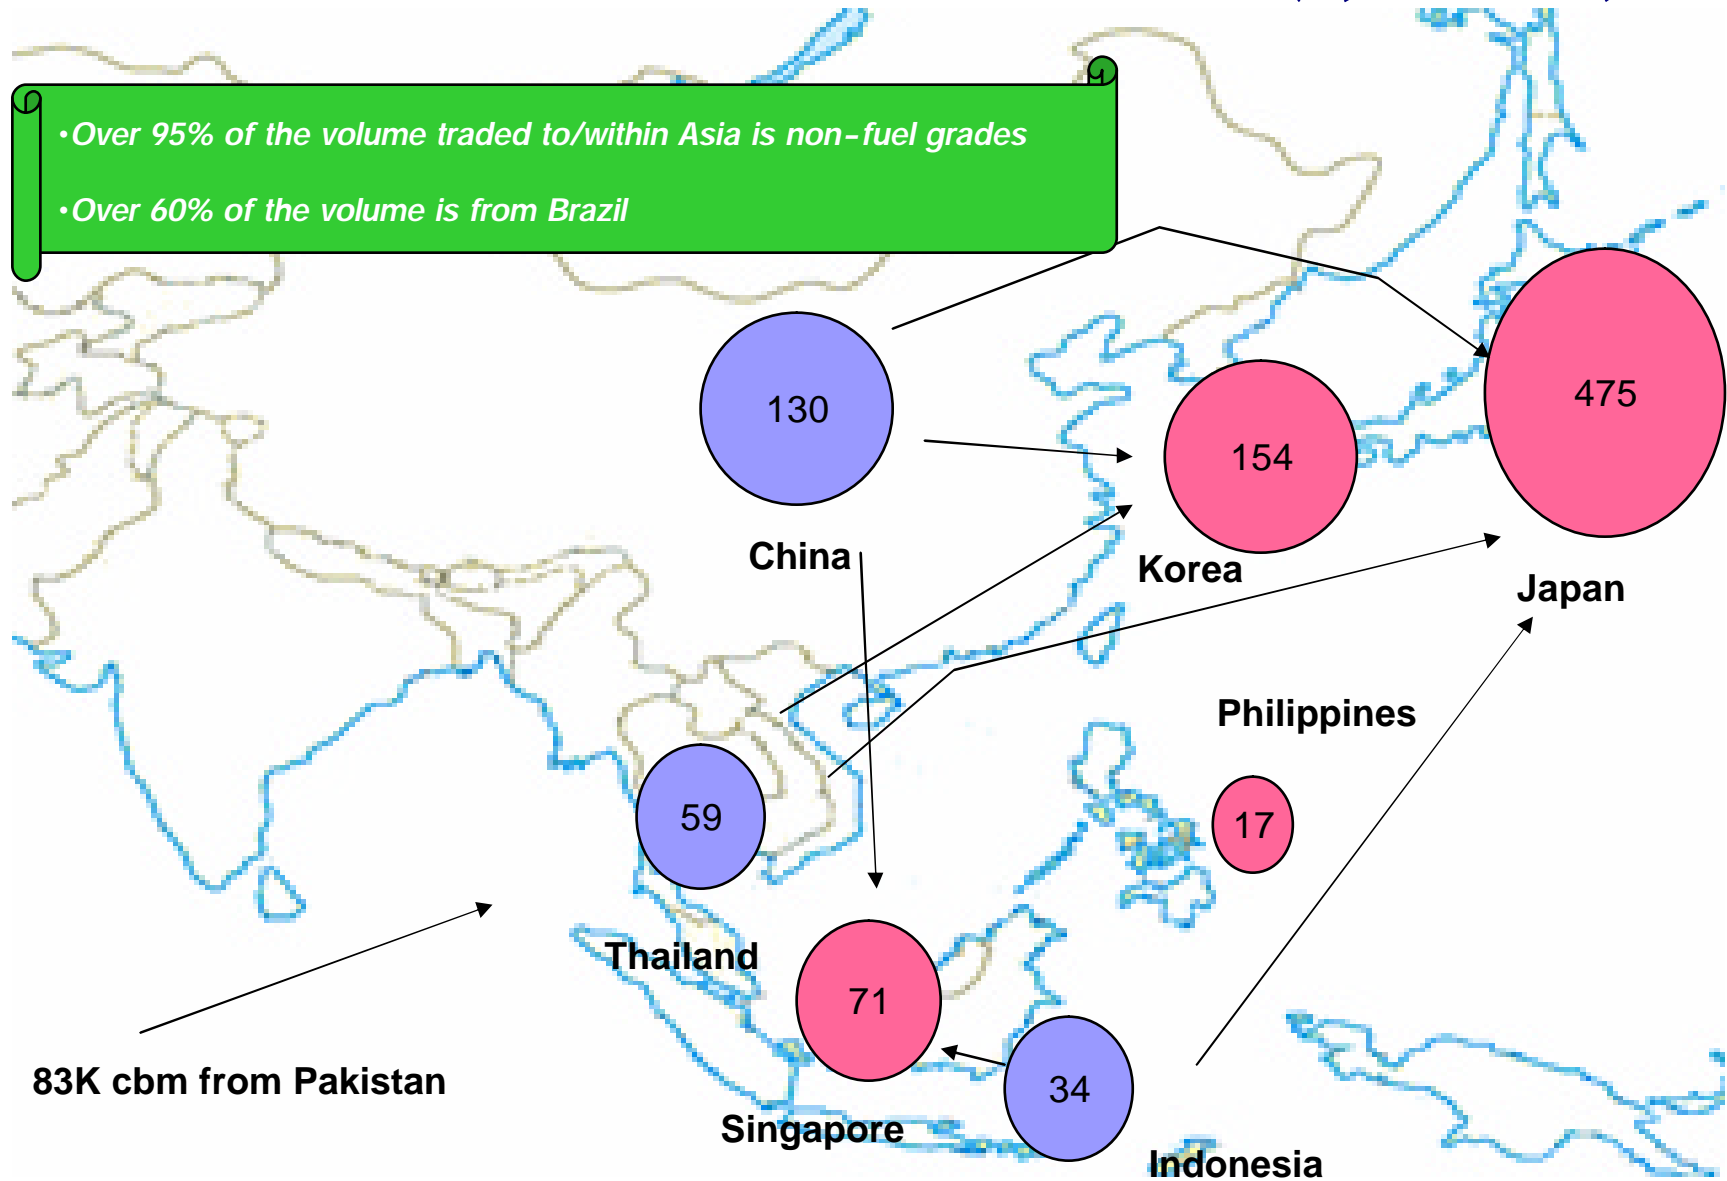 •Over 95% of the volume traded to/within Asia is non-fuel grades
•Over 60% of the volume is from Brazil
130
475
154
China
Korea
Japan
Philippines
59
17
Thailand
71
83K cbm from Pakistan
34
Singapore
Indonesia